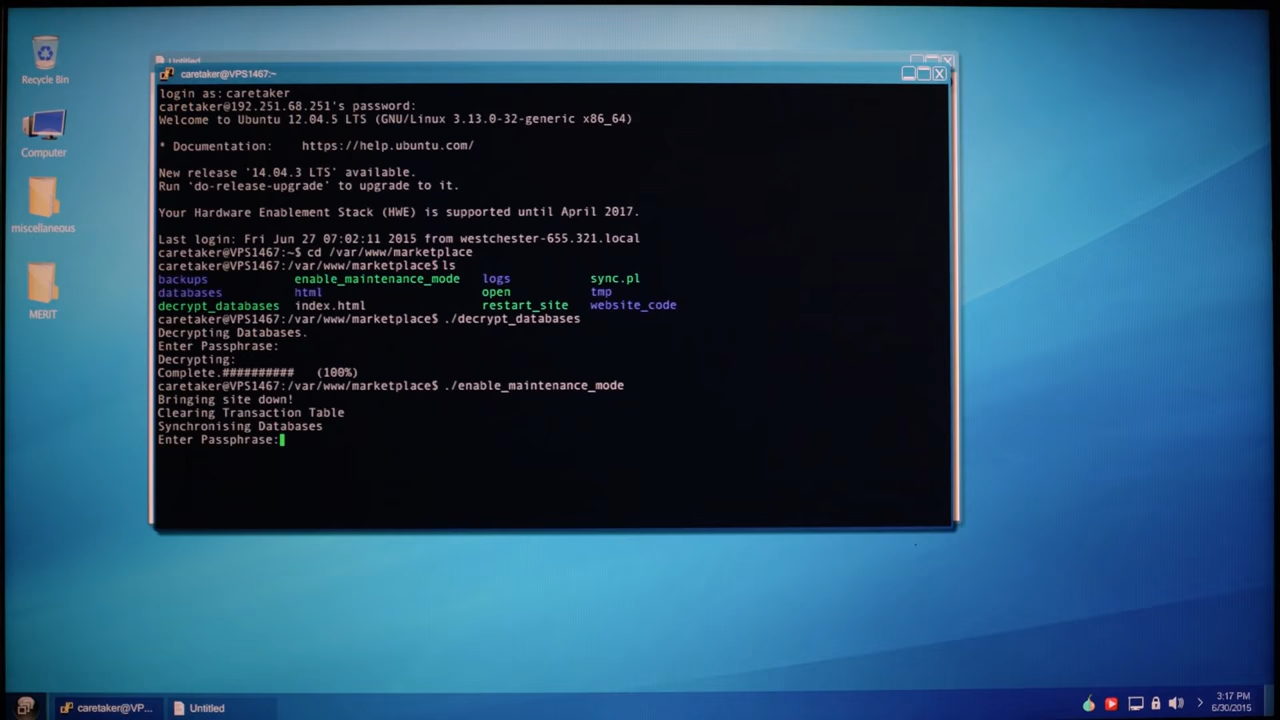 Recycle Bin
Computer
miscellaneous
MERIT
Untitled
caretaker@VPS1467:~
login as: caretaker
caretaker@192.251.68.251's password:
Welcome to Ubuntu 12.04.5 LTS (GNU/Linux 3.13.0-32-generic x86_64)
* Documentation: https://help.ubuntu.com/
New release '14.04.3 LTS' available.
Run 'do-release-upgrade' to upgrade to it.
Your Hardware Enablement Stack (HWE) is supported until April 2017.
Last login: Fri Jun 27 07:02:11 2015 from westchester-655.321.local
caretaker@VPS1467:~$ cd /var/www/marketplace
caretaker@VPS1467:/var/www/marketplace$ ls
backups enable_maintenance_mode logs sync.pl
databases html open tmp
decrypt_databases index.html restart_site website_code
caretaker@VPS1467:/var/www/marketplace$ ./decrypt_databases
Decrypting Databases.
Enter Passphrase:
Decrypting:
Complete.########## (100%)
caretaker@VPS1467:/var/www/marketplace$ ./enable_maintenance_mode
Bringing site down!
Clearing Transaction Table
Synchronising Databases
Enter Passphrase:
caretaker@VP...
Untitled
3:17 PM
6/30/2015